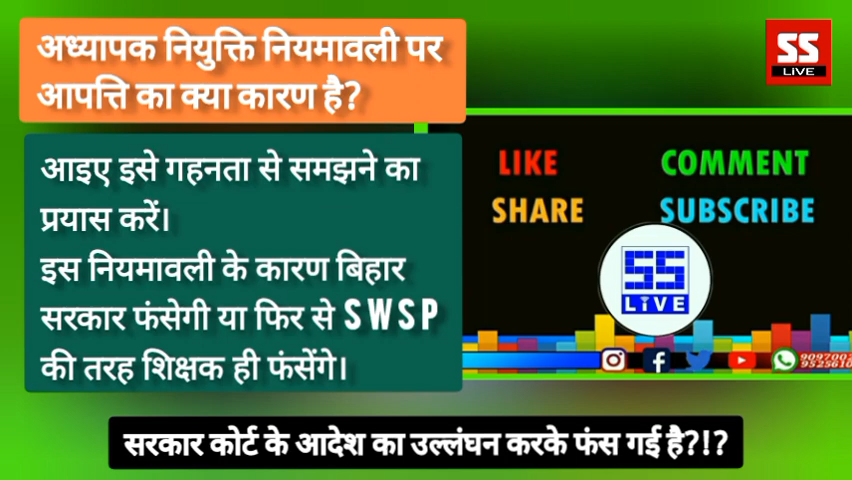 अध्यापक नियुक्ति नियमावली पर
आपत्ति का क्या कारण है?
SS
LIVE
आइए इसे गहनता से समझने का
प्रयास करें।
इस नियमावली के कारण बिहार
सरकार फंसेगी या फिर से SWSP
की तरह शिक्षक ही फंसेंगे।
LIKE
COMMENT
SHARE
SUBSCRIBE
SS
LIVE
सरकार कोर्ट के आदेश का उल्लंघन करके फंस गई है?!?